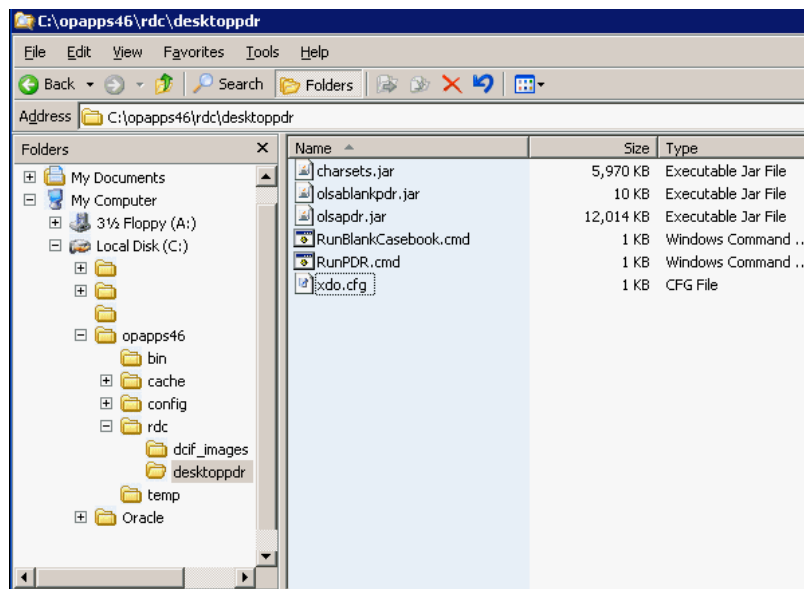 C:\opapps46\rdc\desktoppdr
File Edit View Favorites Tools Help
Back Search Folders
Address C:\opapps46\rdc\desktoppdr
Folders
My Documents
My Computer
3½ Floppy (A:)
Local Disk (C:)
opapps46
bin
cache
config
rdc
dcif_images
desktoppdr
temp
Oracle
Name Size Type
charsets.jar 5,970 KB Executable Jar File
olsablankpdr.jar 10 KB Executable Jar File
olsapdr.jar 12,014 KB Executable Jar File
RunBlankCasebook.cmd 1 KB Windows Command ..
RunPDR.cmd 1 KB Windows Command ..
xdo.cfg 1 KB CFG File